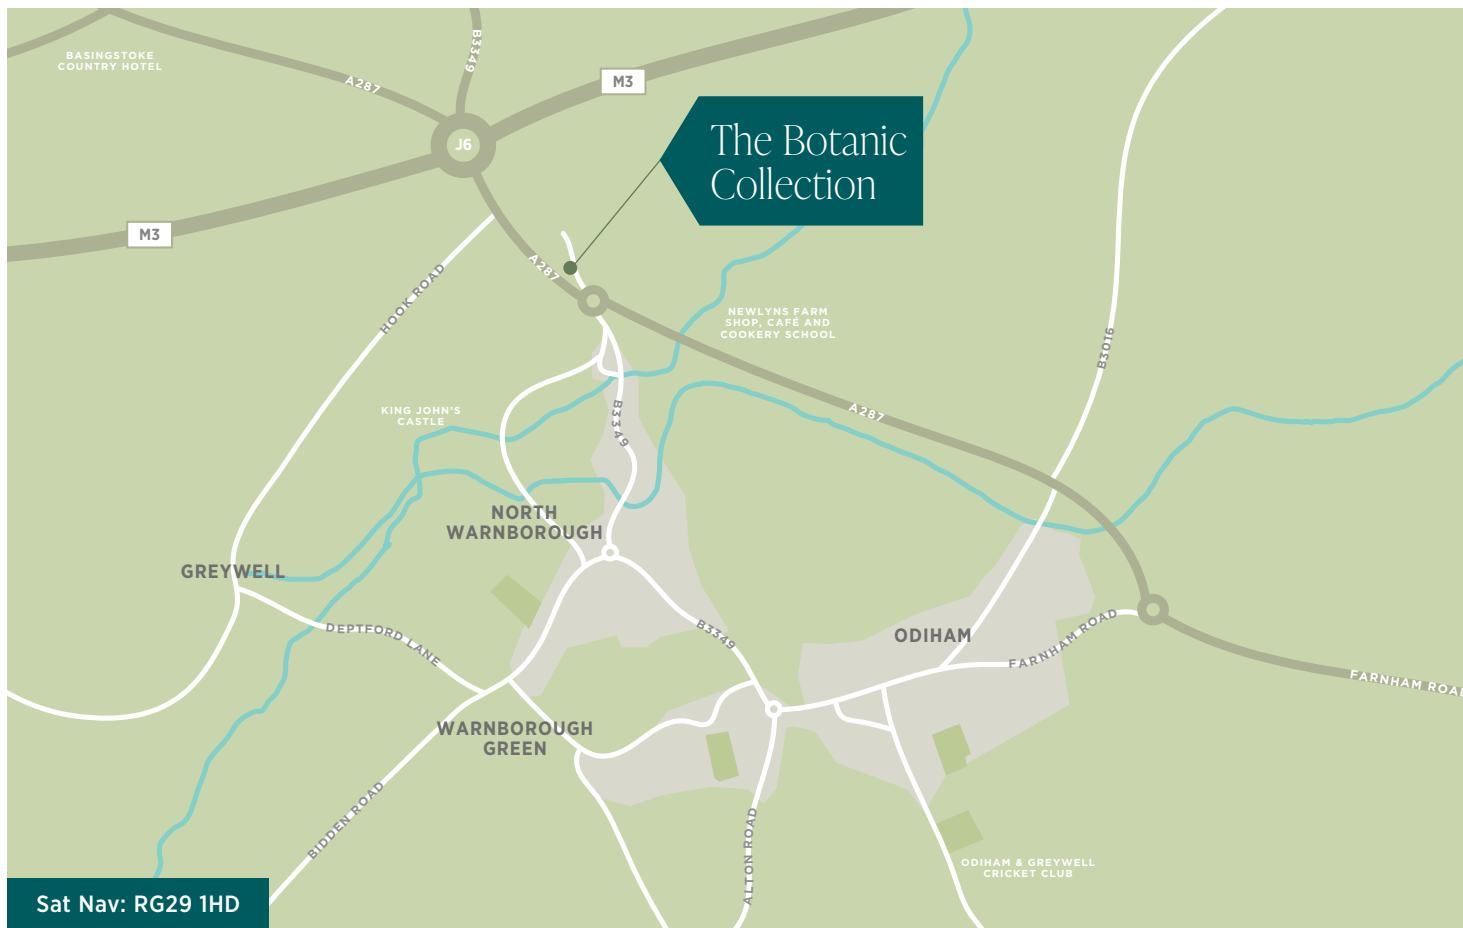 BASINGSTOKE
COUNTRY HOTEL
A287
B3349
M3
J6
The Botanic
Collection
M3
HOOK ROAD
A287
NEWLYNS FARM
SHOP, CAFÉ AND
COOKERY SCHOOL
B3016
KING JOHN'S
CASTLE
B3349
A287
NORTH
WARNBOROUGH
GREYWELL
DEPTFORD LANE
B3349
ODIHAM
FARNHAM ROAD
FARNHAM ROAD
WARNBOROUGH
GREEN
BIDDEN ROAD
ALTON ROAD
ODIHAM & GREYWELL
CRICKET CLUB
Sat Nav: RG29 1HD